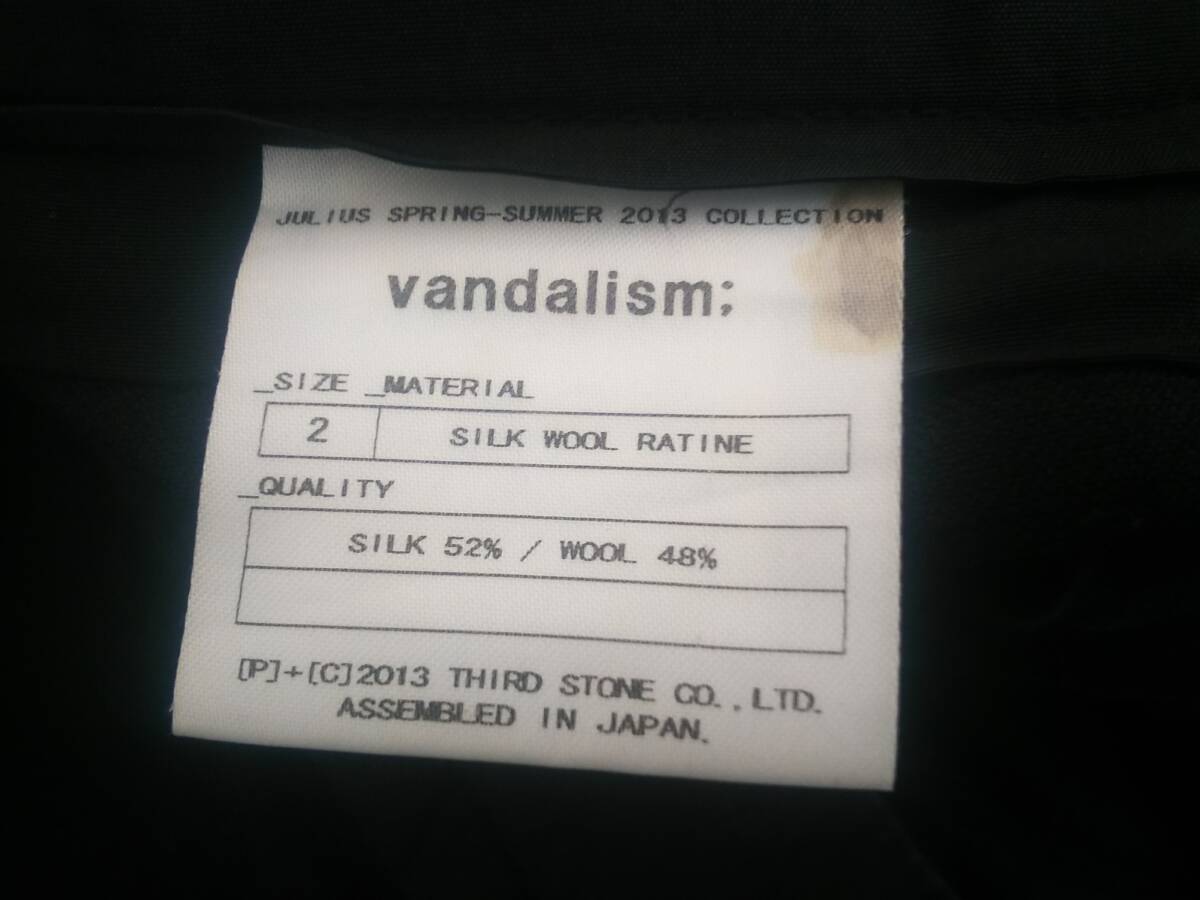 JULIUS SPRING-SUMMER 2013 COLLECTION
vandalism;
_SIZE _MATERIAL
2 SILK WOOL RATINE
_QUALITY
SILK 52% / WOOL 48%
[P]+[C]2013 THIRD STONE CO.,LTD.
ASSEMBLED IN JAPAN.